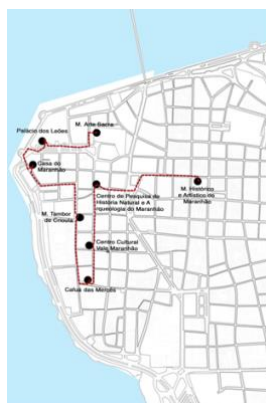 M. Arte Sacra
Palácio dos Leões
Casa do
Maranhão
Centro de Pesquisa de
História Natural e A
rqueologia do Maranhão
M. Histórico
e Artístico do
Maranhão
M. Tambor
de Crioula
Centro Cultural
Vale Maranhão
Cafua das Mercês